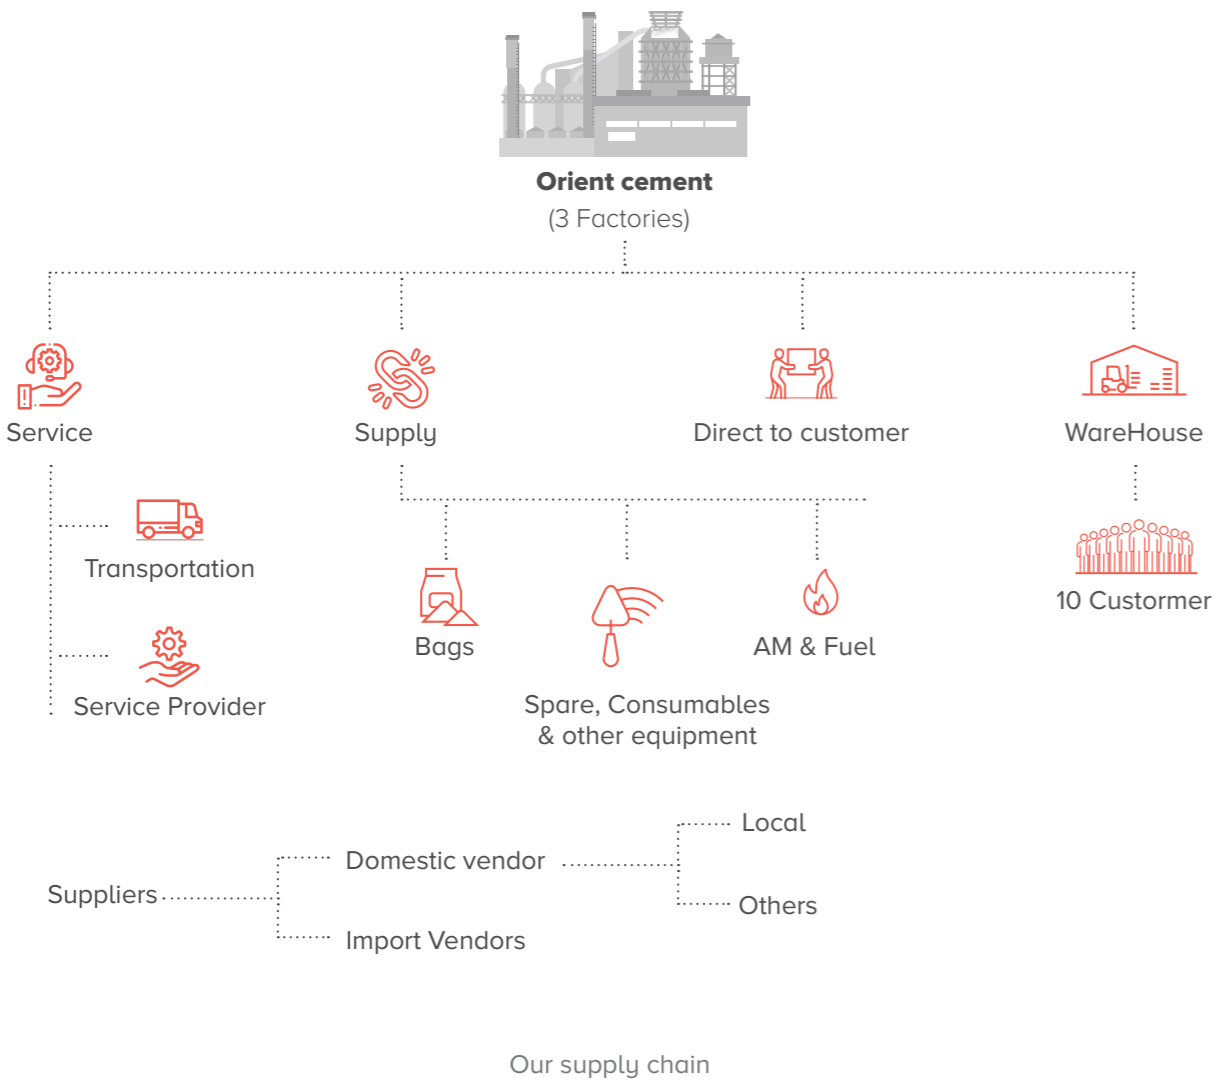 Orient cement
(3 Factories)
Service
Supply
Direct to customer
WareHouse
Transportation
Service Provider
Bags
Spare, Consumables
& other equipment
AM & Fuel
10 Custormer
Suppliers
Domestic vendor
Import Vendors
Local
Others
Our supply chain